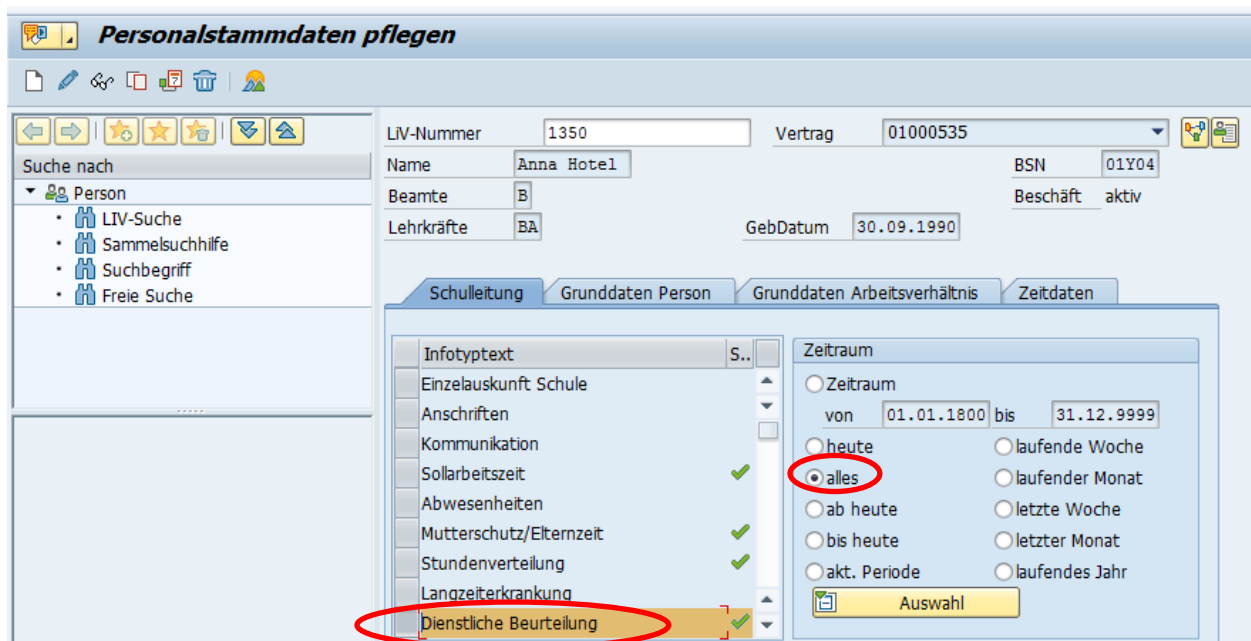 Personalstammdaten pflegen
LiV-Nummer 1350 Vertrag 01000535
Suche nach Name Anna Hotel BSN 01Y04
Person Beamte B Beschäft aktiv
LIV-Suche Lehrkräfte BA GebDatum 30.09.1990
Sammelsuchhilfe
Suchbegriff
Freie Suche
Schulleitung Grunddaten Person Grunddaten Arbeitsverhältnis Zeitdaten
Infotyptext S.. Zeitraum
Einzelauskunft Schule Zeitraum
Anschriften von 01.01.1800 bis 31.12.9999
Kommunikation heute laufende Woche
Sollarbeitszeit alles laufender Monat
Abwesenheiten ab heute letzte Woche
Mutterschutz/Elternzeit bis heute letzter Monat
Stundenverteilung akt. Periode laufendes Jahr
Langzeiterkrankung Auswahl
Dienstliche Beurteilung